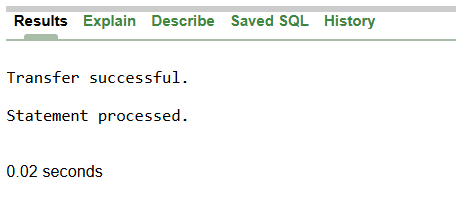 Results Explain Describe Saved SQL History
Transfer successful.
Statement processed.
0.02 seconds